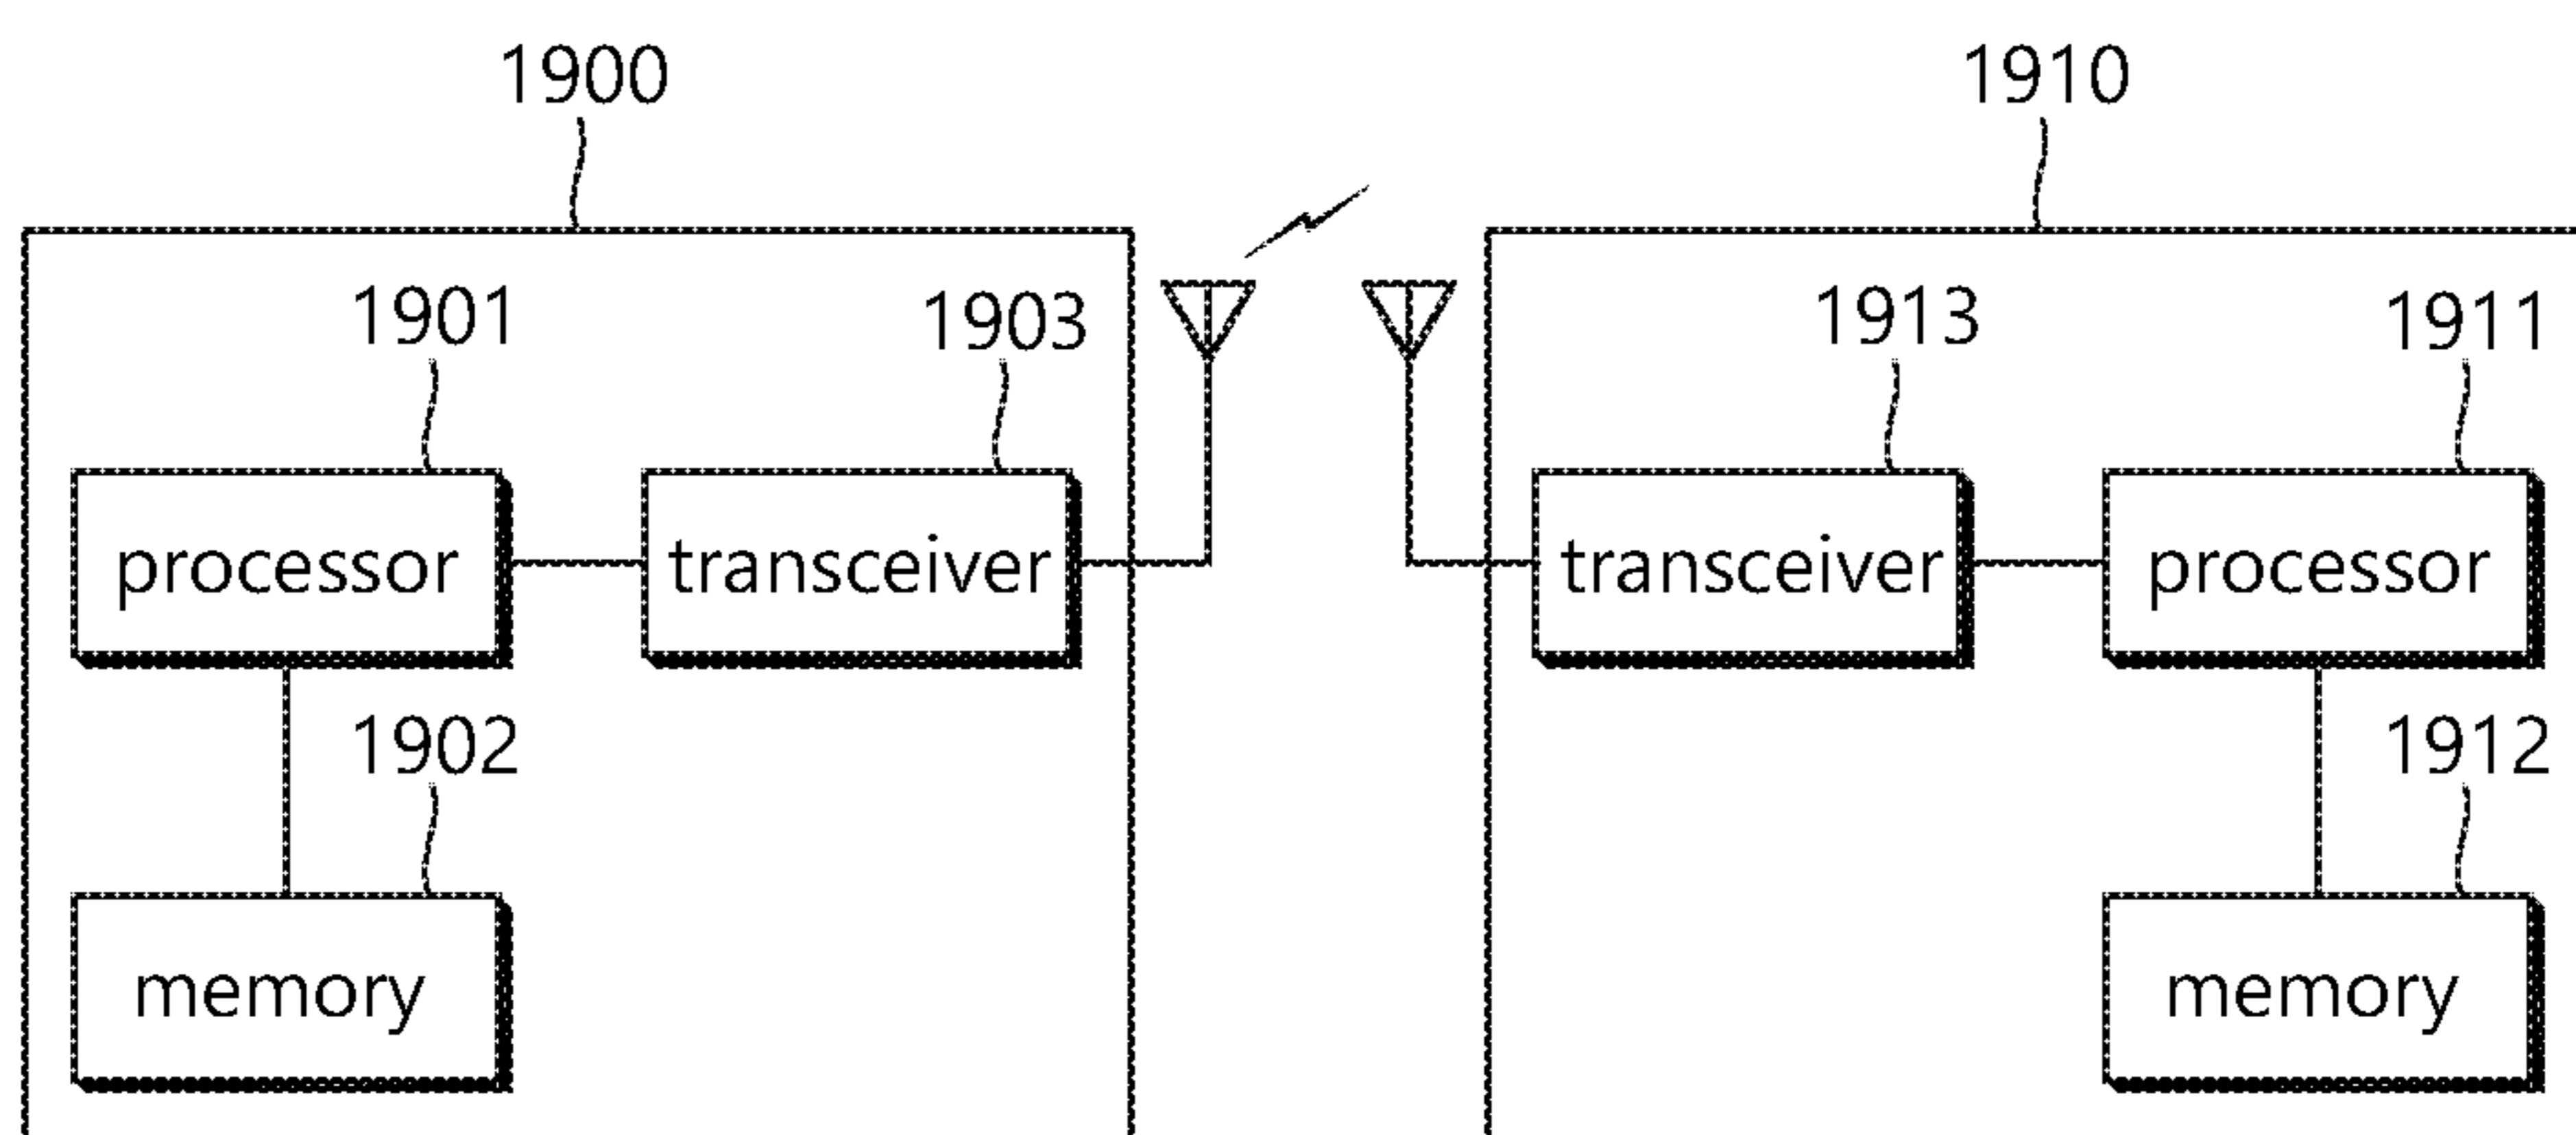 1900
1910
1901
1903
1913
1911
processor
transceiver
transceiver
processor
1902
1912
memory
memory